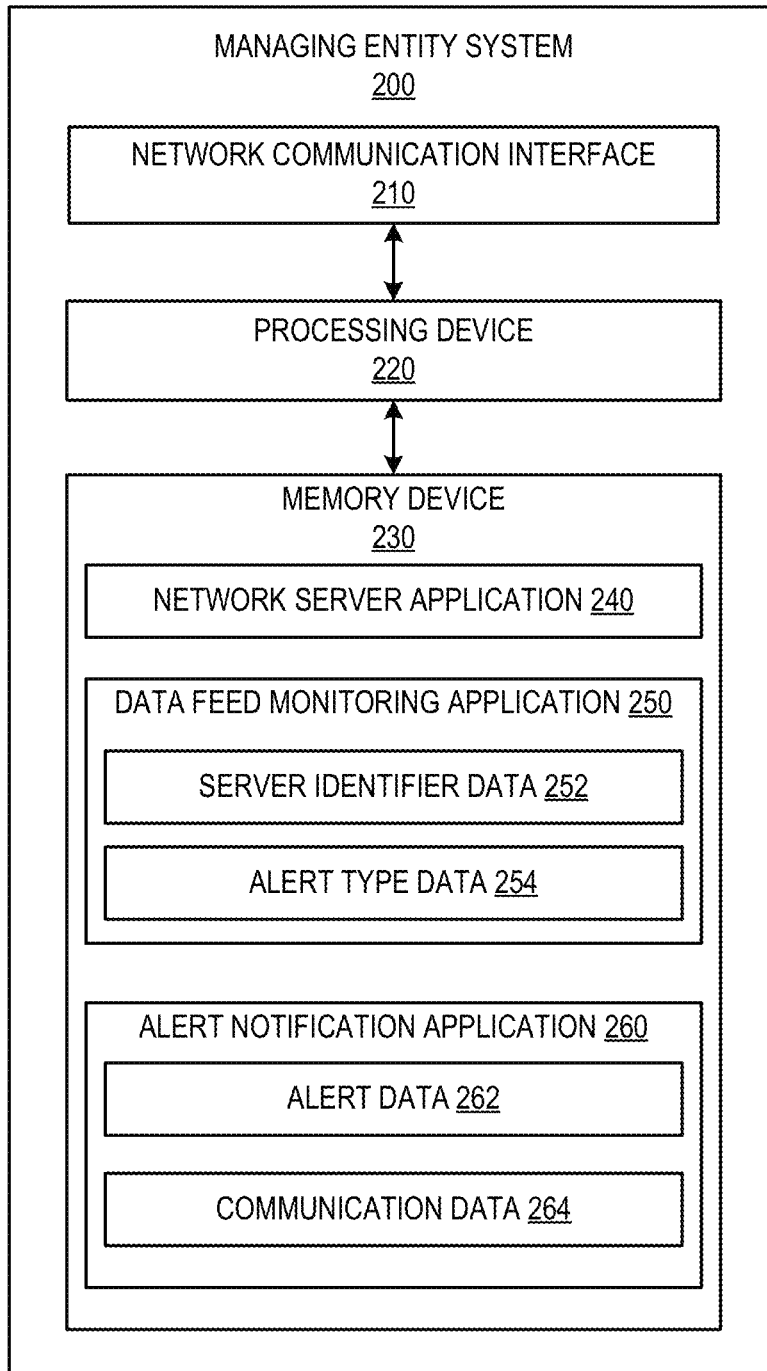 MANAGING ENTITY SYSTEM
200
NETWORK COMMUNICATION INTERFACE
210
PROCESSING DEVICE
220
MEMORY DEVICE
230
NETWORK SERVER APPLICATION 240
DATA FEED MONITORING APPLICATION 250
SERVER IDENTIFIER DATA 252
ALERT TYPE DATA 254
ALERT NOTIFICATION APPLICATION 260
ALERT DATA 262
COMMUNICATION DATA 264